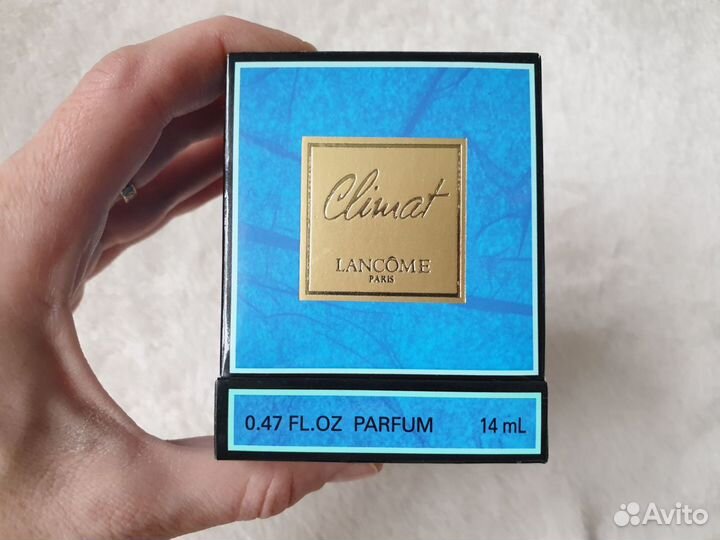 Climat
LANCÔME
PARIS
0.47 FL.OZ PARFUM 14 mL
Avito